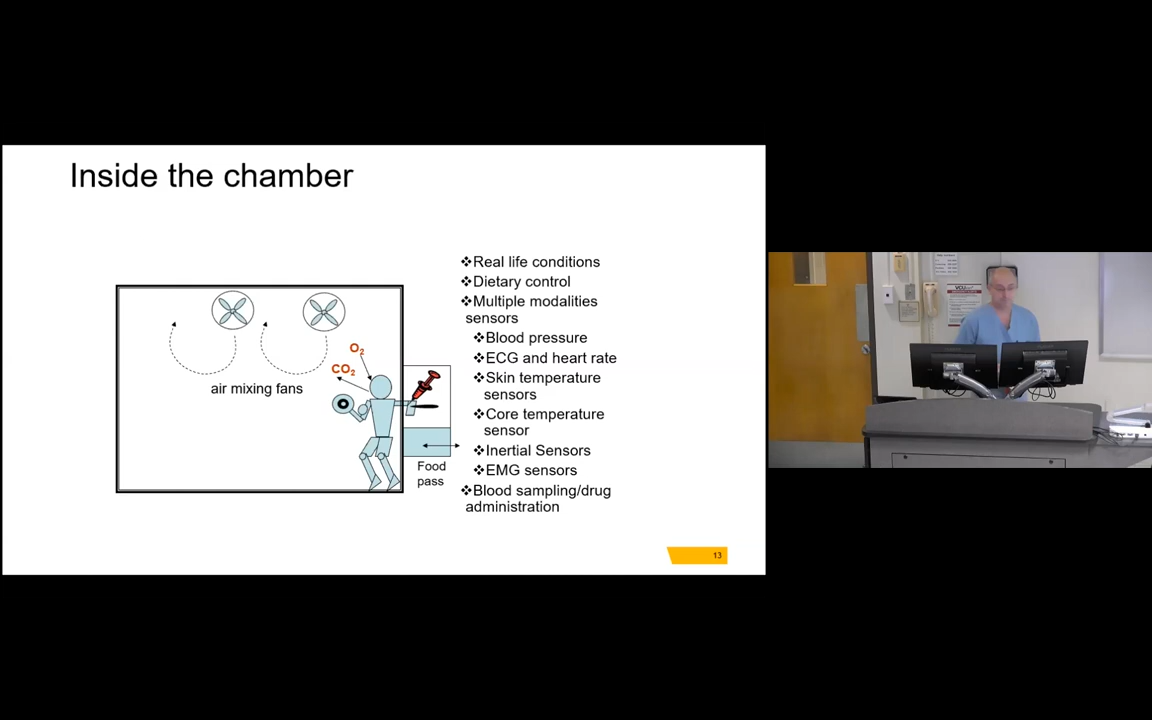 Inside the chamber
❖Real life conditions
❖Dietary control
❖Multiple modalities
sensors
❖Blood pressure
❖ECG and heart rate
❖Skin temperature
sensors
❖Core temperature
sensor
❖Inertial Sensors
❖EMG sensors
❖Blood sampling/drug
administration
O2
CO2
air mixing fans
Food
pass
13
VCU